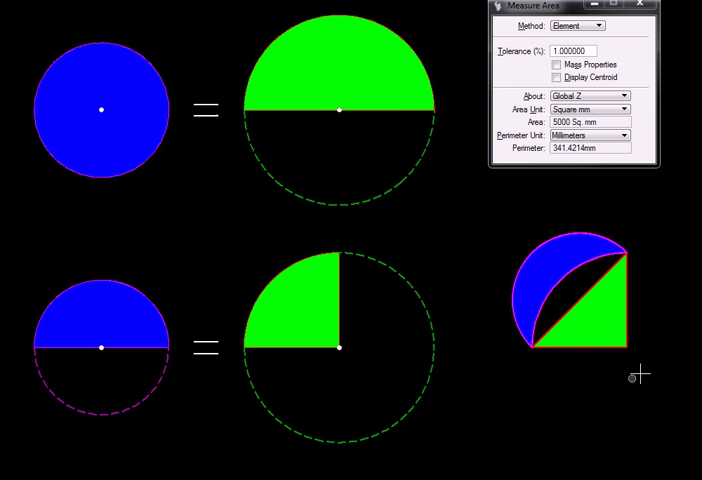 Measure Area
Method: Element
Tolerance (%): 1.000000
Mass Properties
Display Centroid
About: Global Z
Area Unit: Square mm
Area: 5000 Sq. mm
Perimeter Unit: Millimeters
Perimeter: 341.4214mm